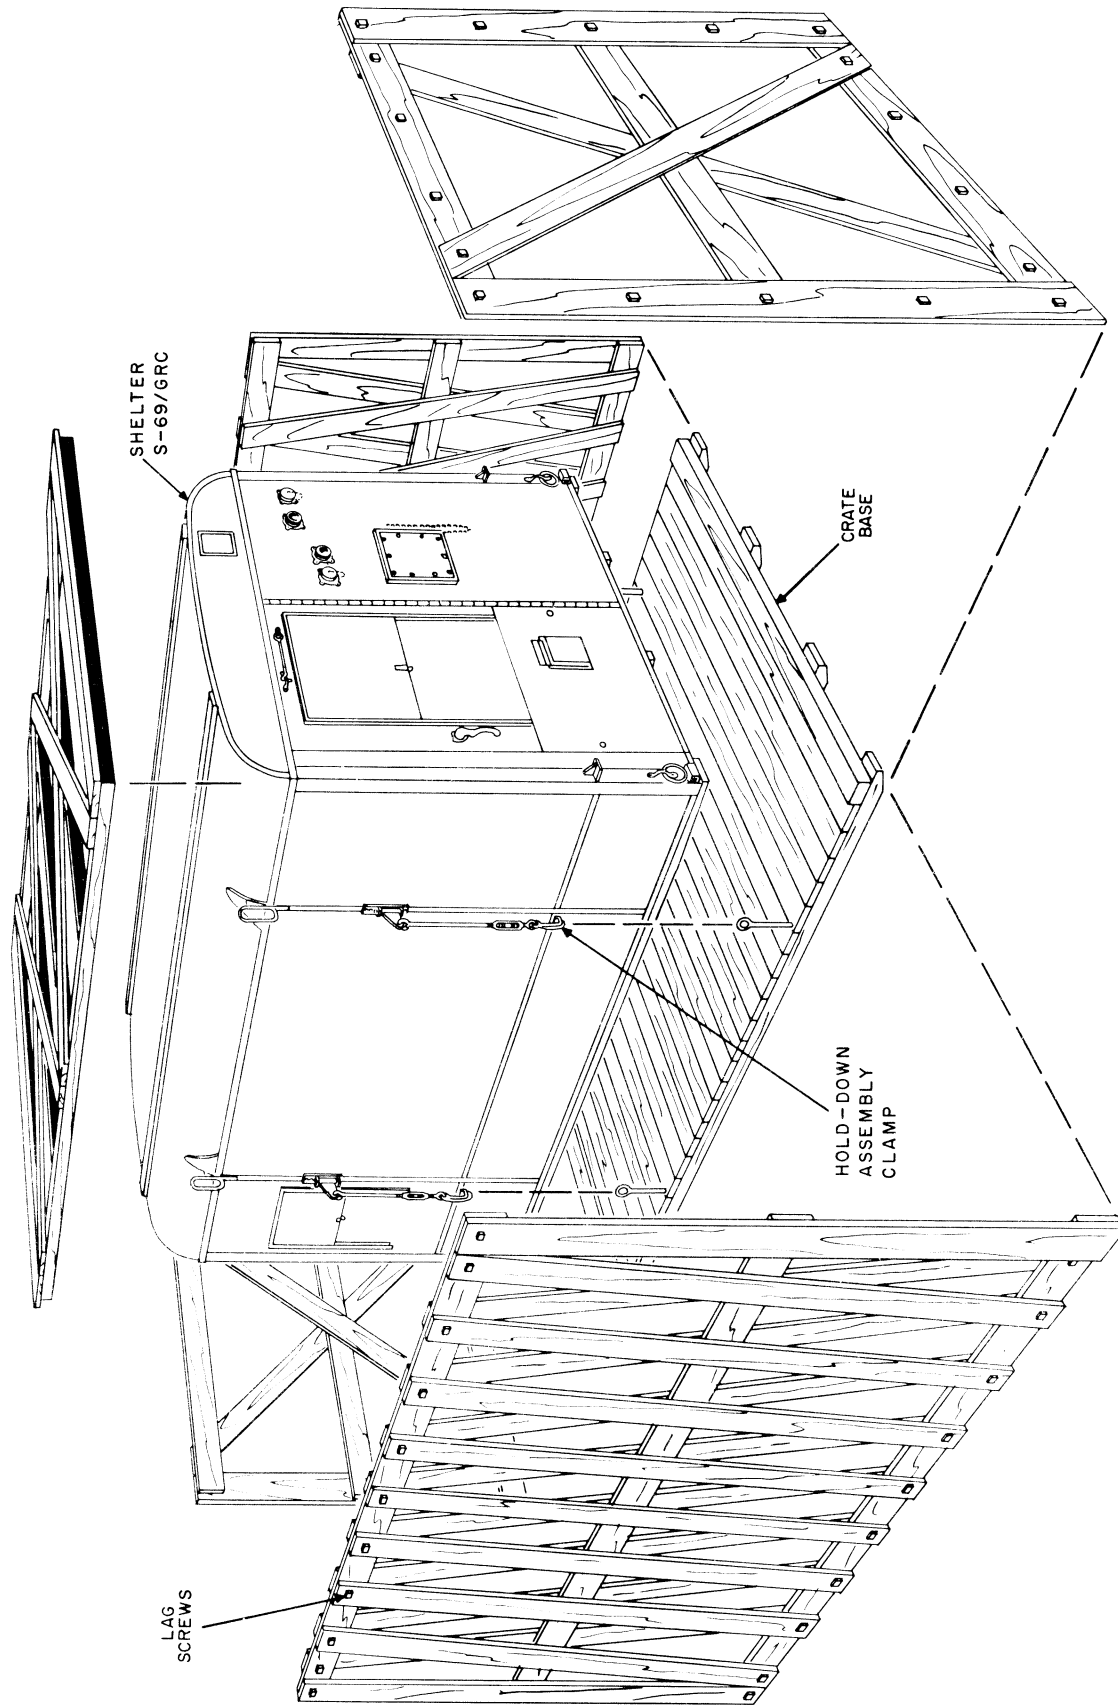 SHELTER
S-69/GRC
CRATE
BASE
HOLD-DOWN
ASSEMBLY
CLAMP
LAG
SCREWS